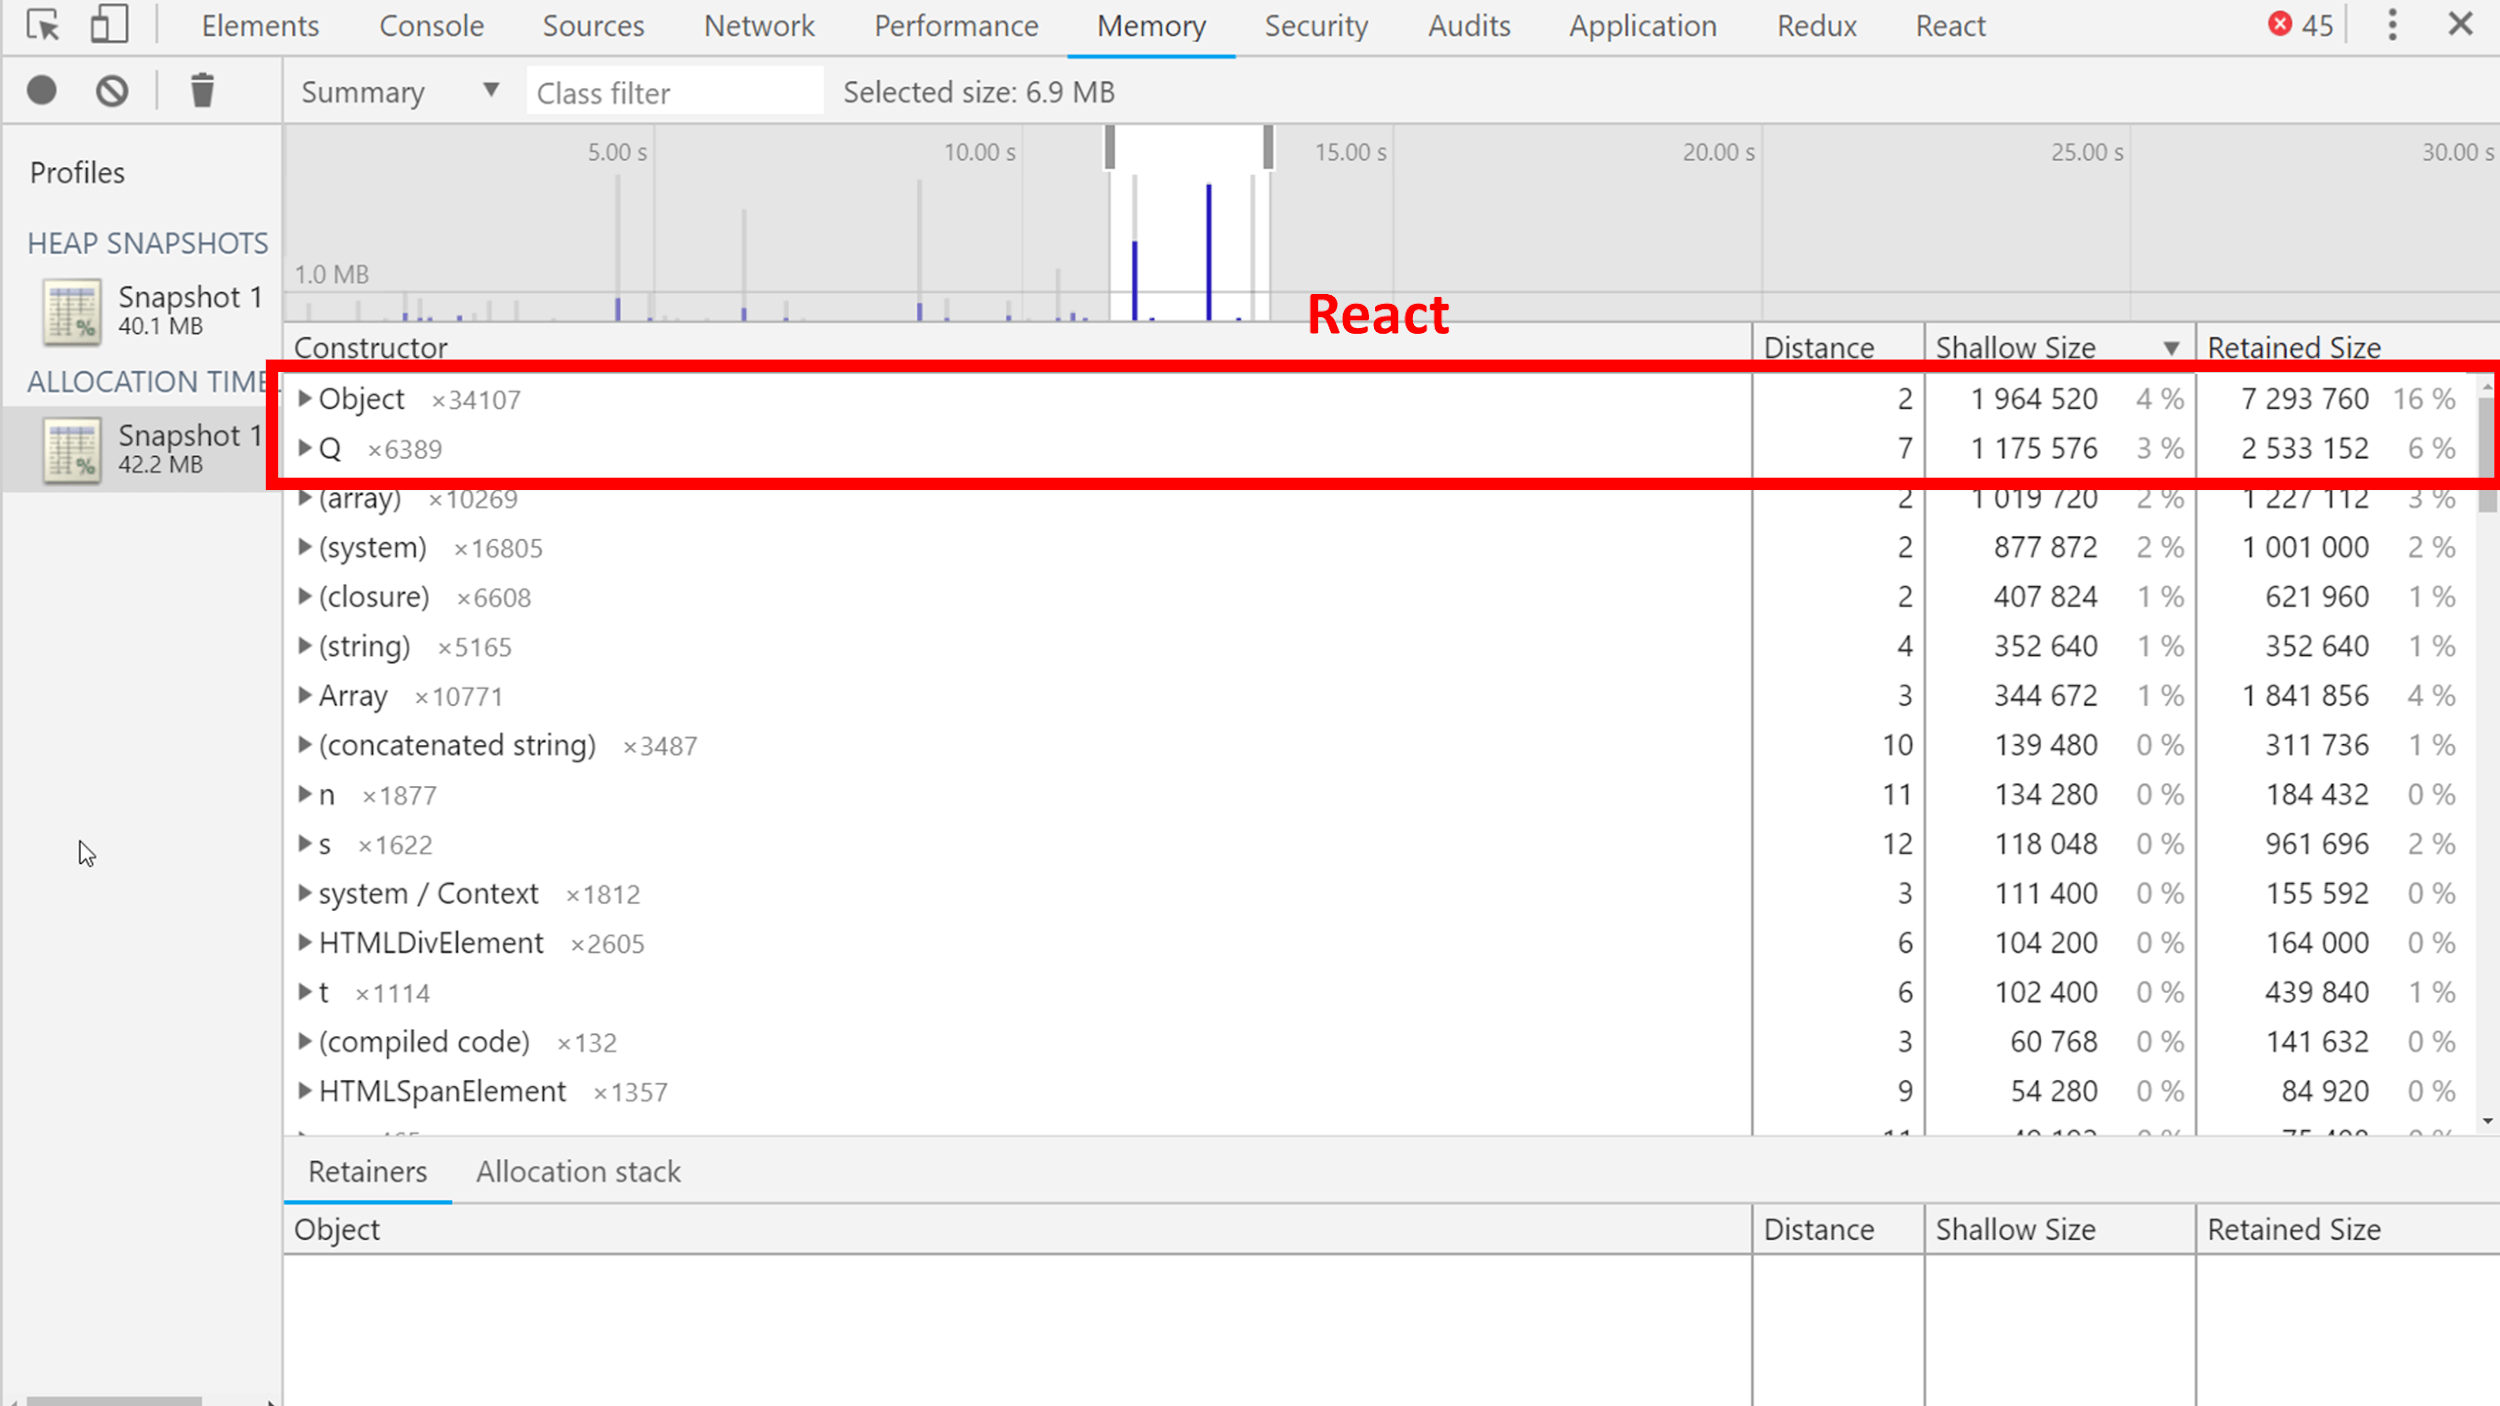 Elements Console Sources Network Performance Memory Security Audits Application Redux React 45
Summary Class filter Selected size: 6.9 MB
Profiles
HEAP SNAPSHOTS
Snapshot 1
40.1 MB
ALLOCATION TIME
Snapshot 1
42.2 MB
5.00 s 10.00 s 15.00 s 20.00 s 25.00 s 30.00 s
1.0 MB
React
Constructor Distance Shallow Size ▼ Retained Size
Object ×34107 2 1 964 520 4 % 7 293 760 16 %
Q ×6389 7 1 175 576 3 % 2 533 152 6 %
(array) ×10269 2 1 019 720 2 % 1 227 112 3 %
(system) ×16805 2 877 872 2 % 1 001 000 2 %
(closure) ×6608 2 407 824 1 % 621 960 1 %
(string) ×5165 4 352 640 1 % 352 640 1 %
Array ×10771 3 344 672 1 % 1 841 856 4 %
(concatenated string) ×3487 10 139 480 0 % 311 736 1 %
n ×1877 11 134 280 0 % 184 432 0 %
s ×1622 12 118 048 0 % 961 696 2 %
system / Context ×1812 3 111 400 0 % 155 592 0 %
HTMLDivElement ×2605 6 104 200 0 % 164 000 0 %
t ×1114 6 102 400 0 % 439 840 1 %
(compiled code) ×132 3 60 768 0 % 141 632 0 %
HTMLSpanElement ×1357 9 54 280 0 % 84 920 0 %
Retainers Allocation stack
Object Distance Shallow Size Retained Size